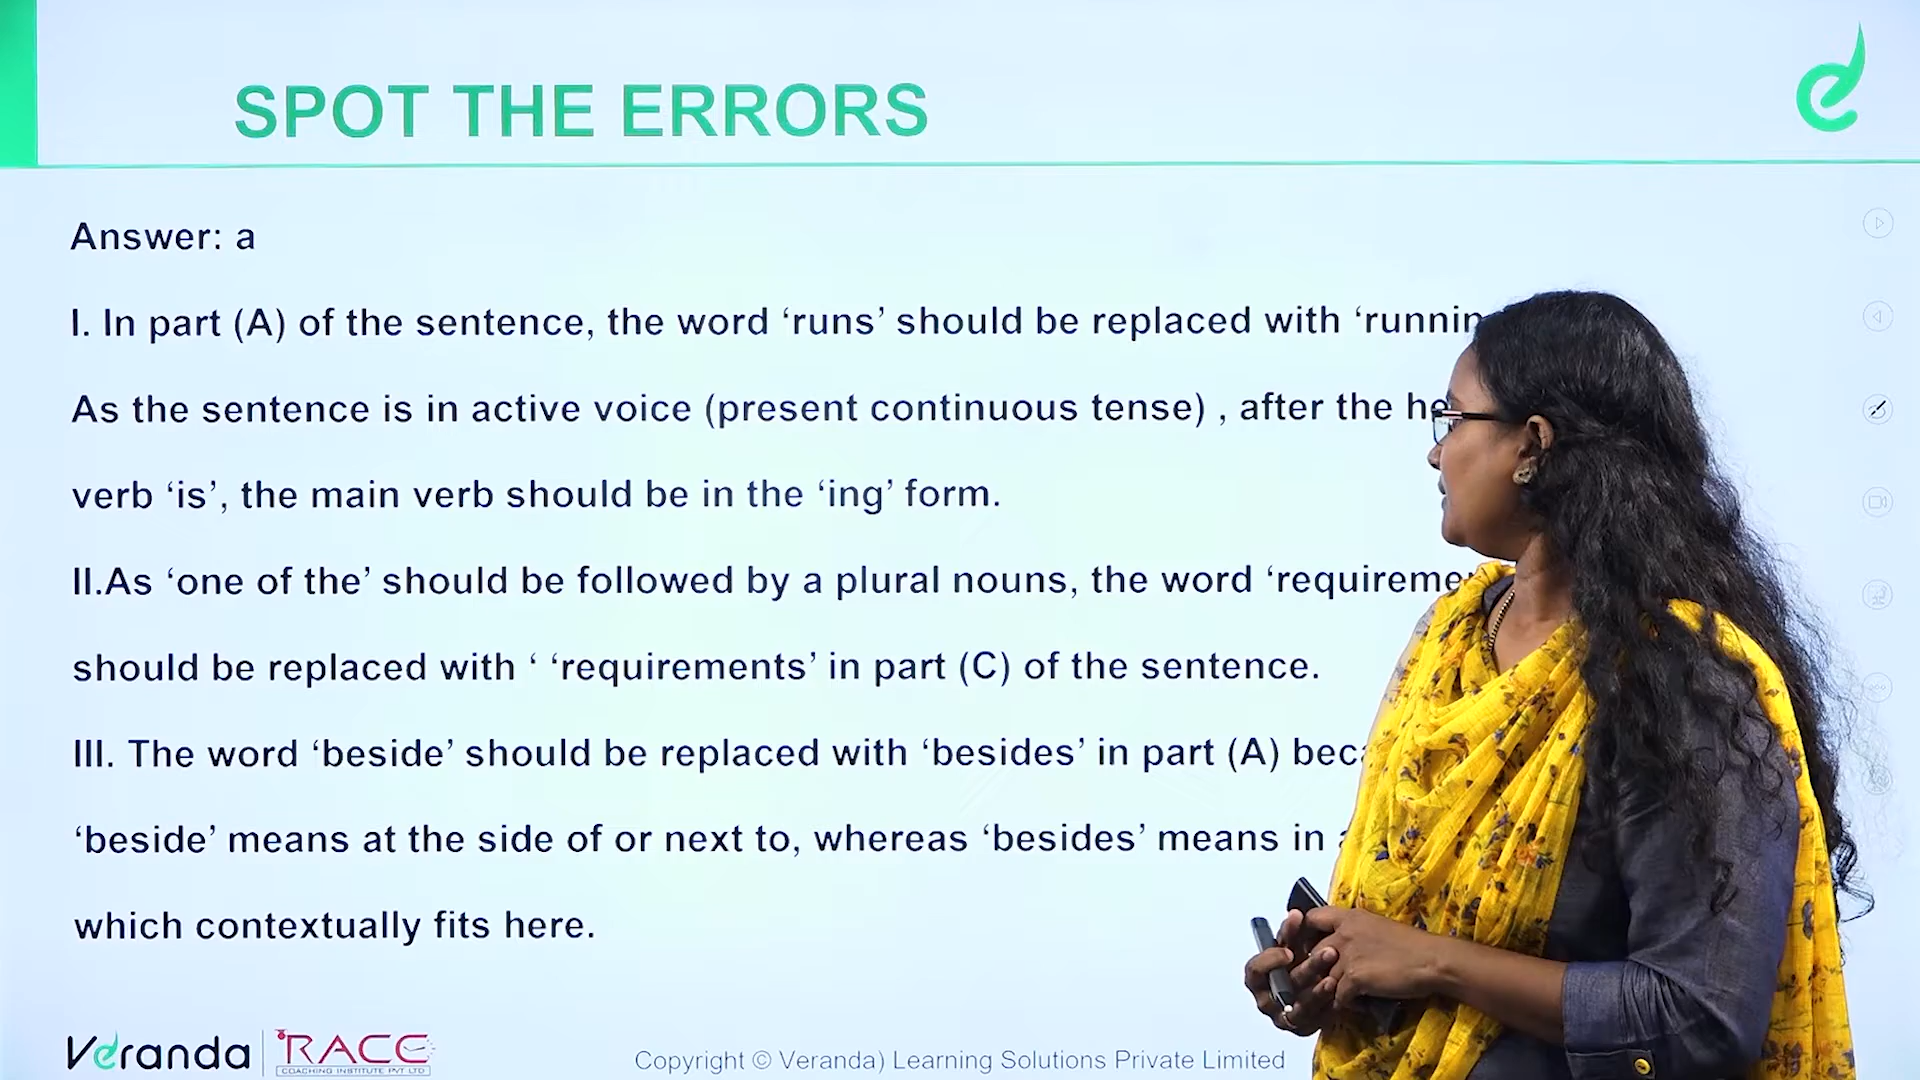 SPOT THE ERRORS
Answer: a
I. In part (A) of the sentence, the word ‘runs’ should be replaced with
As the sentence is in active voice (present continuous tense) , after the
verb ‘is’, the main verb should be in the ‘ing’ form.
II.As ‘one of the’ should be followed by a plural nouns, the word
should be replaced with ‘ ‘requirements’ in part (C) of the sentence.
III. The word ‘beside’ should be replaced with ‘besides’ in part (A)
‘beside’ means at the side of or next to, whereas ‘besides’ means in
which contextually fits here.
Veranda
RACE
COACHING INSTITUTE PVT LTD
Copyright © Veranda) Learning Solutions Private Limited